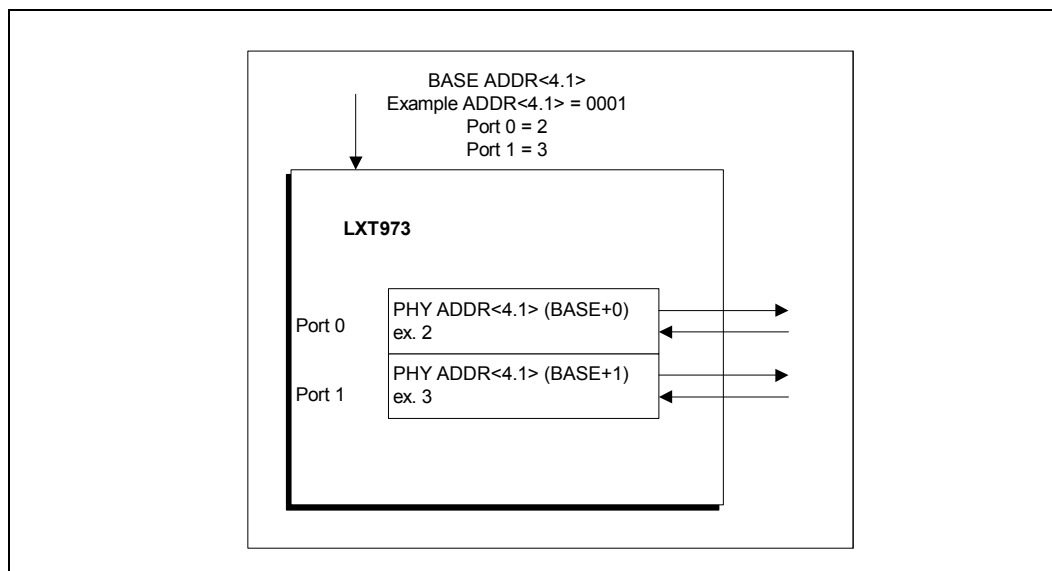 BASE ADDR<4.1>
Example ADDR<4.1> = 0001
Port 0 = 2
Port 1 = 3
LXT973
Port 0
PHY ADDR<4.1> (BASE+0)
ex. 2
Port 1
PHY ADDR<4.1> (BASE+1)
ex. 3